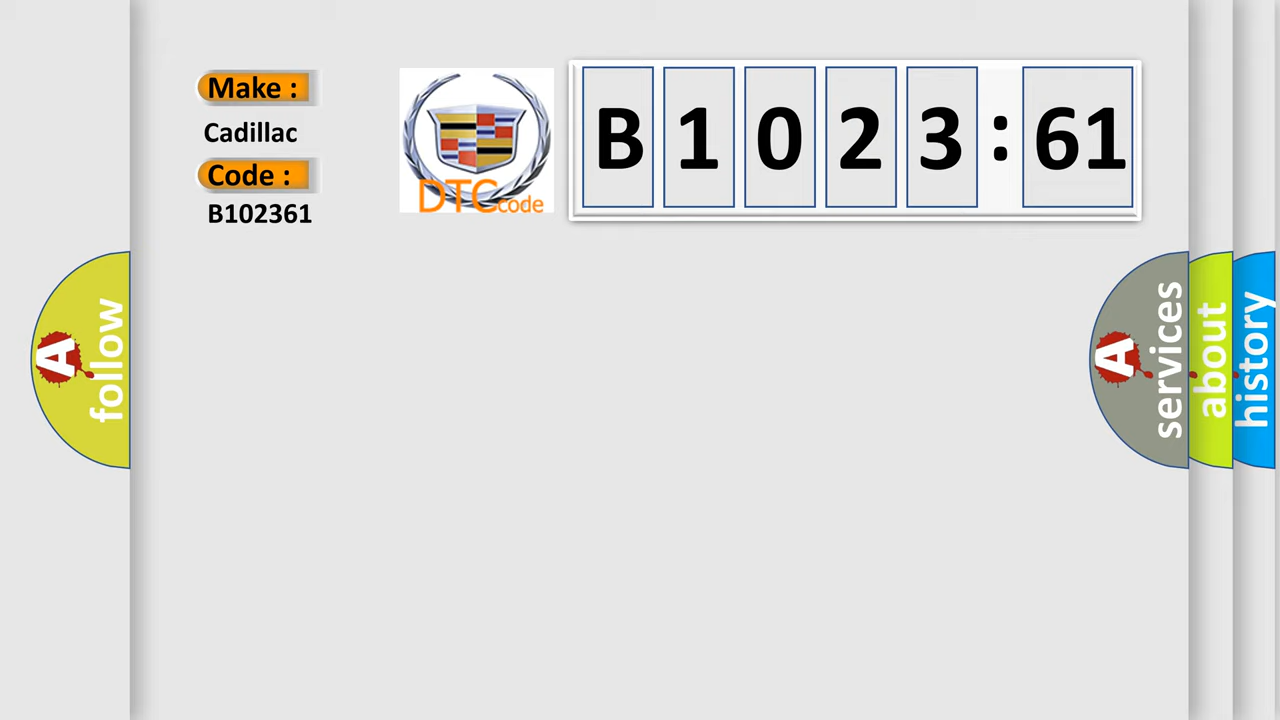 Make :
Cadillac
Code :
B102361
DTCcode
B 1 0 2 3 : 61
A follow
A services
about
history